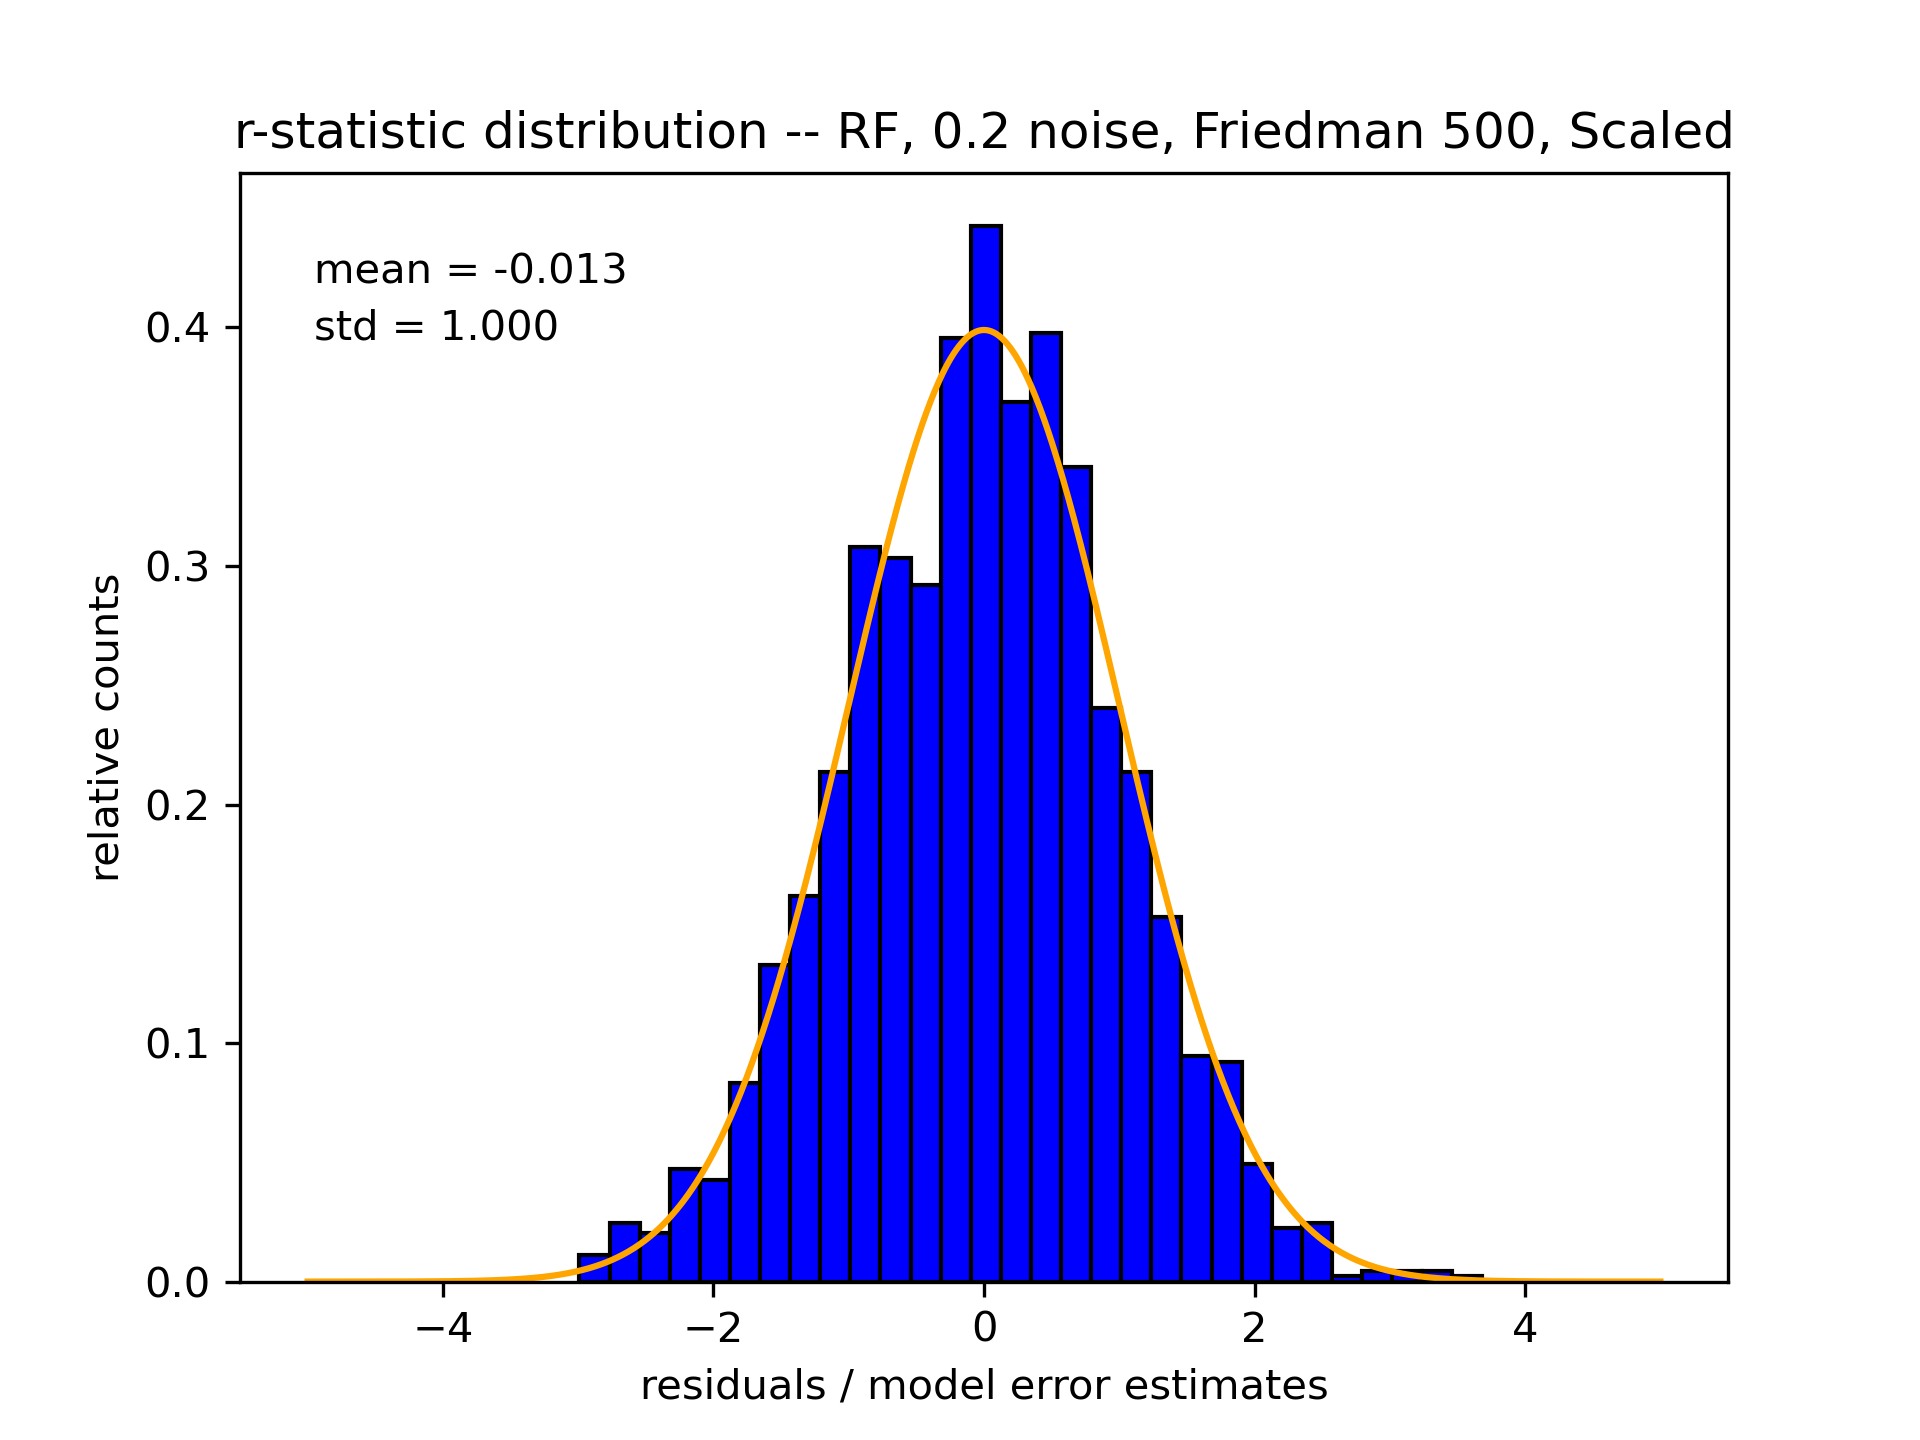 r-statistic distribution -- RF, 0.2 noise, Friedman 500, Scaled
mean = -0.013
std = 1.000
0.4
0.3
0.2
0.1
0.0
relative counts
−4
−2
0
2
4
residuals / model error estimates